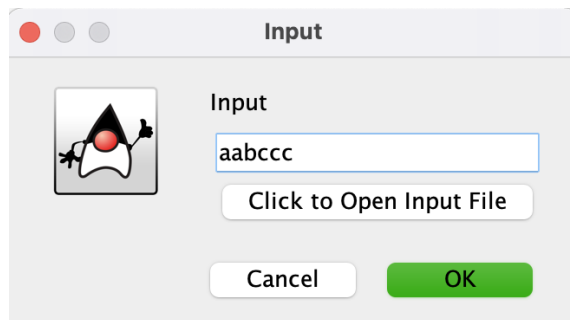 Input
Input
aabccc
Click to Open Input File
Cancel OK